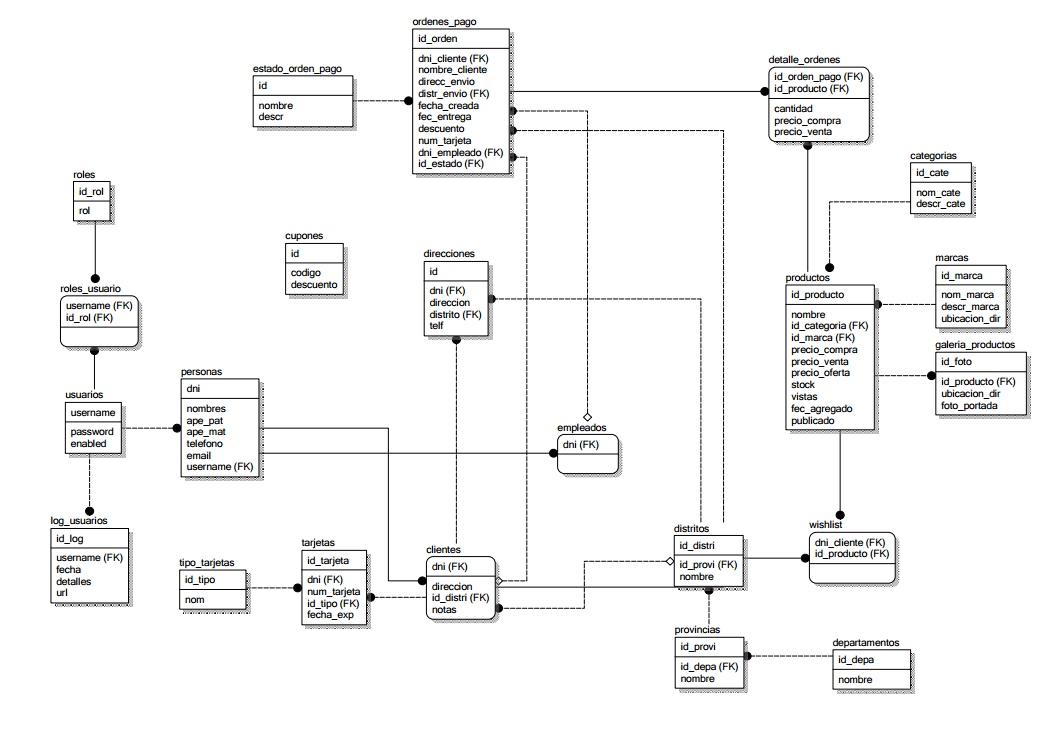 ordenes_pago
id_orden
dni_cliente (FK)
nombre_cliente
direcc_envio
distr_envio (FK)
fecha_creada
fec_entrega
descuento
num_tarjeta
dni_empleado (FK)
id_estado (FK)
detalle_ordenes
id_orden_pago (FK)
id_producto (FK)
cantidad
precio_compra
precio_venta
estado_orden_pago
id
nombre
descr
categorias
id_cate
nom_cate
descr_cate
roles
id_rol
rol
cupones
id
codigo
descuento
direcciones
id
dni (FK)
direccion
distrito (FK)
telf
marcas
id_marca
nom_marca
descr_marca
ubicacion_dir
productos
id_producto
nombre
id_categoria (FK)
id_marca (FK)
precio_compra
precio_venta
precio_oferta
stock
vistas
fec_agregado
publicado
roles_usuario
username (FK)
id_rol (FK)
galeria_productos
id_foto
id_producto (FK)
ubicacion_dir
foto_portada
personas
dni
nombres
ape_pat
ape_mat
telefono
email
username (FK)
usuarios
username
password
enabled
empleados
dni (FK)
log_usuarios
id_log
username (FK)
fecha
detalles
url
tipo_tarjetas
id_tipo
nom
tarjetas
id_tarjeta
dni (FK)
num_tarjeta
id_tipo (FK)
fecha_exp
clientes
dni (FK)
direccion
id_distri (FK)
notas
distritos
id_distri
id_provi (FK)
nombre
wishlist
dni_cliente (FK)
id_producto (FK)
provincias
id_provi
id_depa (FK)
nombre
departamentos
id_depa
nombre